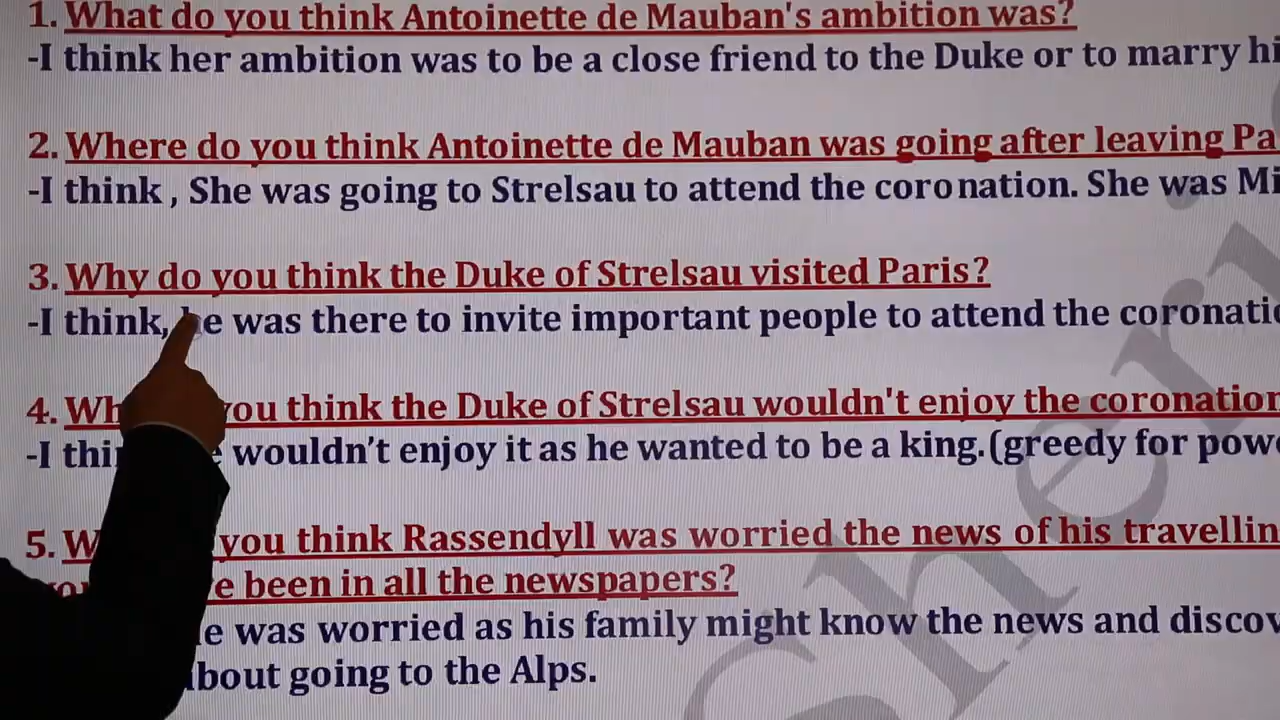 1. What do you think Antoinette de Mauban's ambition was?
-I think her ambition was to be a close friend to the Duke or to marry
2. Where do you think Antoinette de Mauban was going after leaving
-I think , She was going to Strelsau to attend the coronation. She was
3. Why do you think the Duke of Strelsau visited Paris?
-I think, he was there to invite important people to attend the
4. you think the Duke of Strelsau wouldn't enjoy the
-I wouldn't enjoy it as he wanted to be a king.(greedy for
5. you think Rassendyll was worried the news of his
been in all the newspapers?
was worried as his family might know the news and
about going to the Alps.